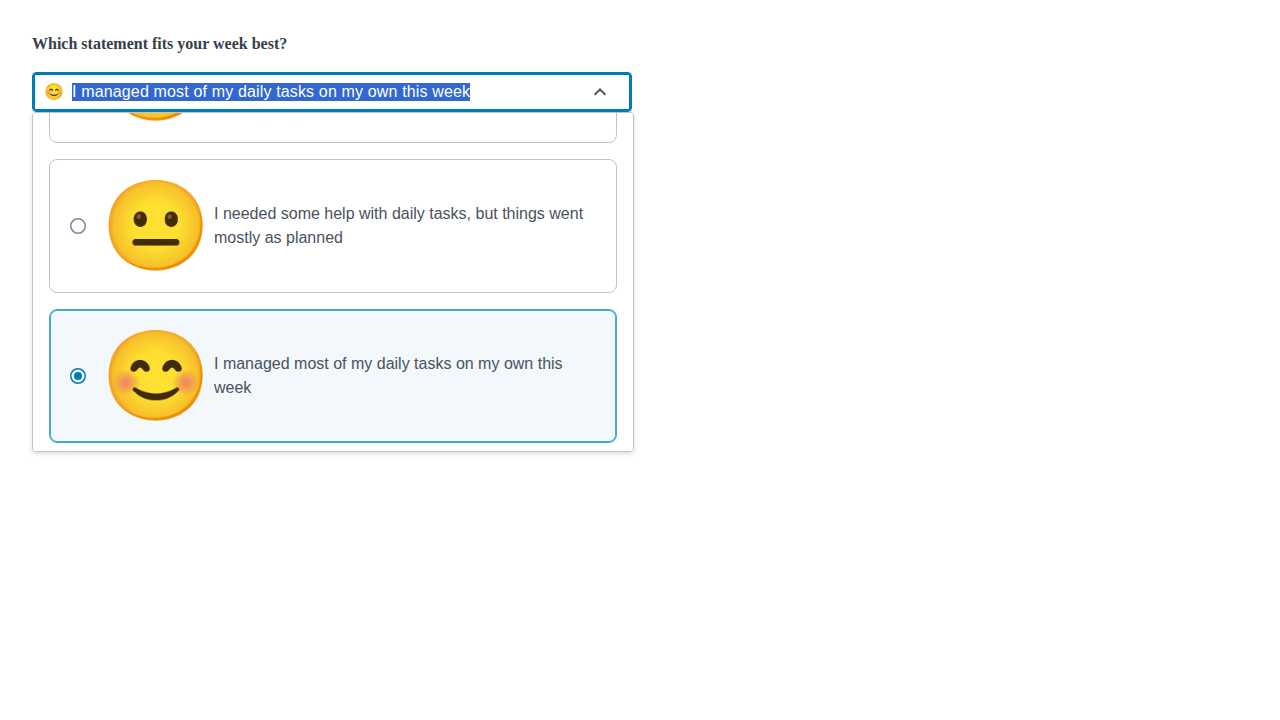 Which statement fits your week best?
😊 I managed most of my daily tasks on my own this week
I needed some help with daily tasks, but things went
mostly as planned
I managed most of my daily tasks on my own this
week